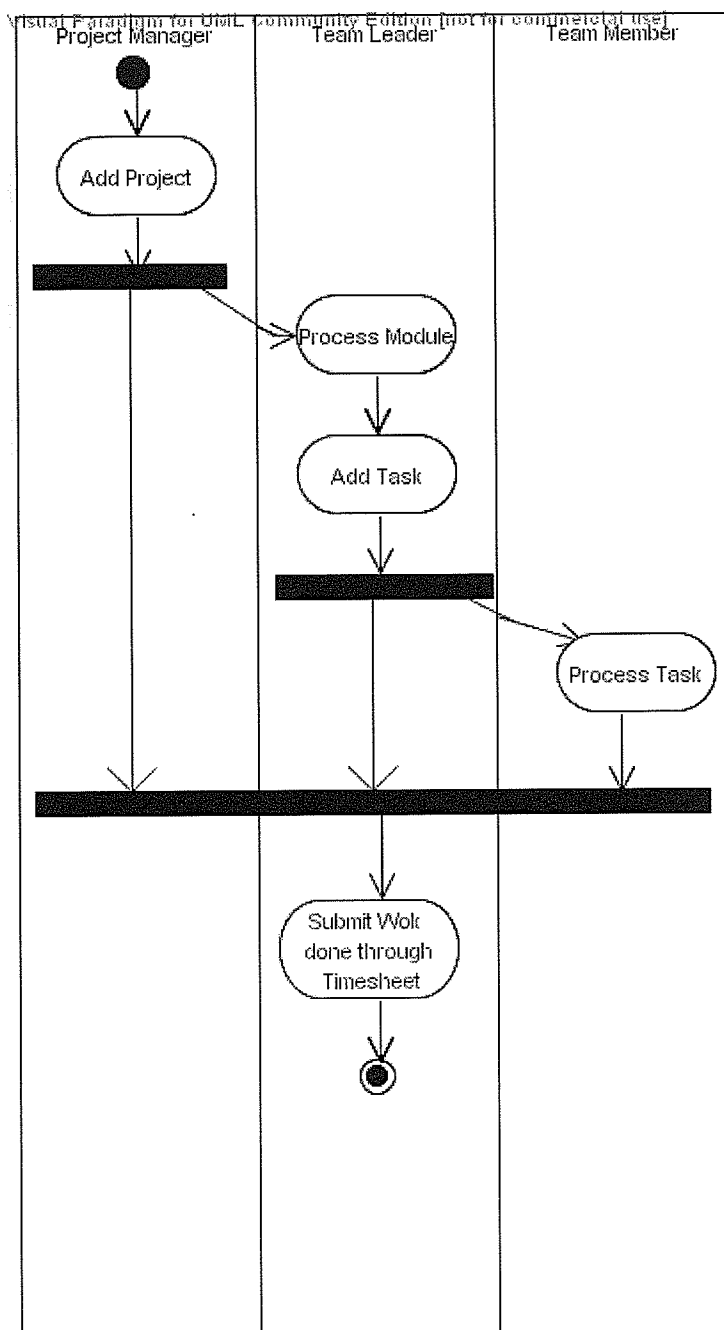 Visual Paradigm for UML Community Edition [not for commercial use]
Project Manager
Team Leader
Team Member
Add Project
Process Module
Add Task
Process Task
Submit Wok
done through
Timesheet